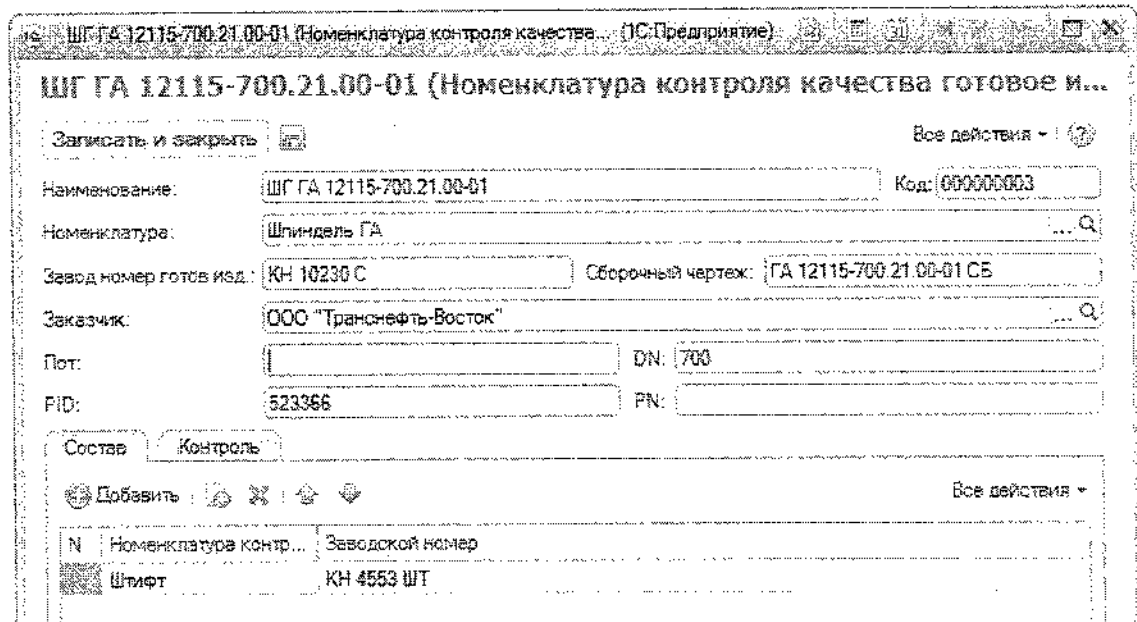 ШГ ГА 12115-700.21.00-01 (Номенклатура контроля качества... (1С:Предприятие)
ШГ ГА 12115-700.21.00-01 (Номенклатура контроля качества готовое и...
Записать и закрыть Все действия
Наименование: ШГ ГА 12115-700.21.00-01 Код: 000000003
Номенклатура: Шпиндель ГА ...
Завод номер готов изд.: КН 10230 С Сборочный чертеж: ГА 12115-700.21.00-01 СБ
Заказчик: ООО "Транснефть-Восток" ...
Пот: DN: 700
PID: 523366 PN:
Состав Контроль
Добавить Все действия
N Номенклатура контр... Заводской номер
Штифт КН 4553 ШТ